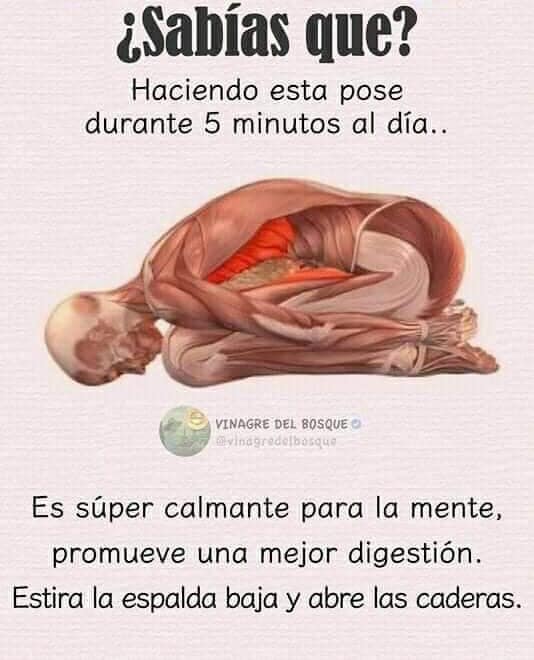 ¿Sabías que?
Haciendo esta pose
durante 5 minutos al día..
VINAGRE DEL BOSQUE
@vinagredelbosque
Es súper calmante para la mente,
promueve una mejor digestión.
Estira la espalda baja y abre las caderas.